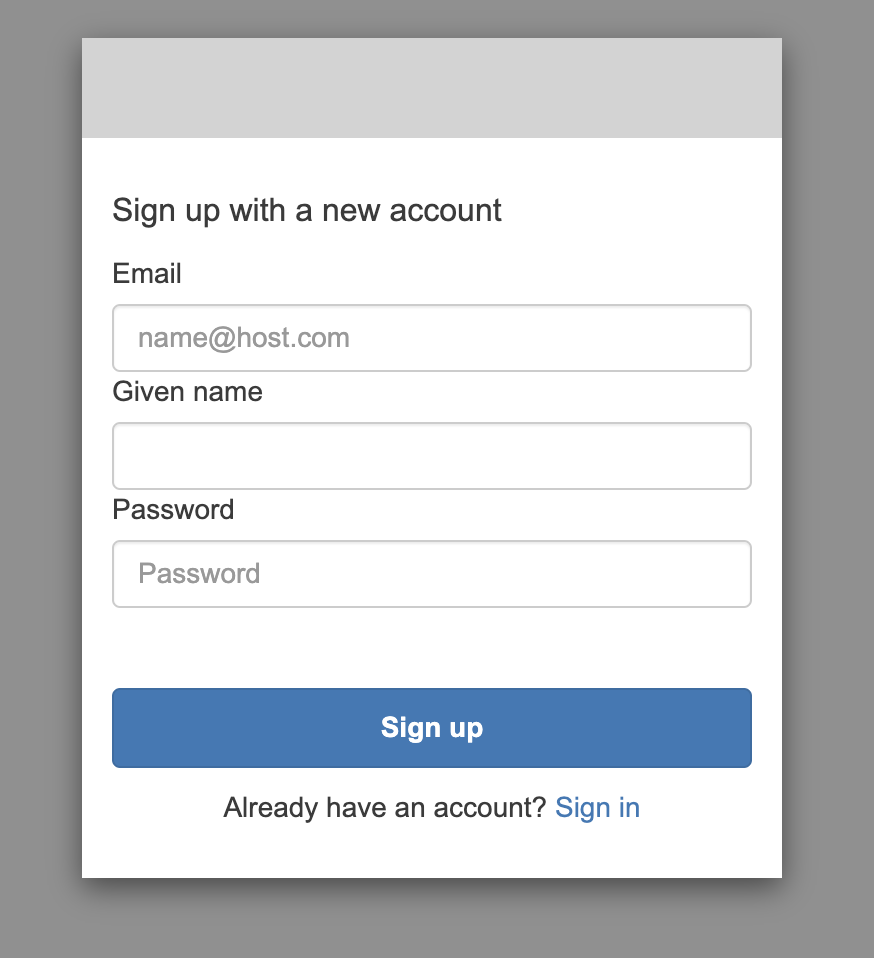 Sign up with a new account
Email
name@host.com
Given name
Password
Password
Sign up
Already have an account? Sign in